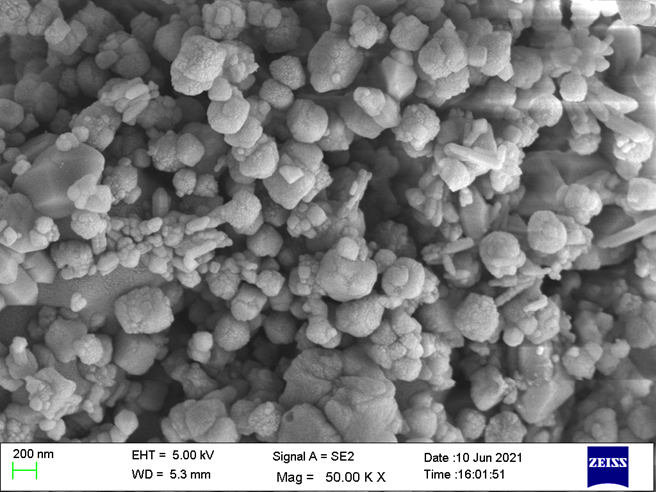 200 nm
EHT = 5.00 kV
WD = 5.3 mm
Signal A = SE2
Mag = 50.00 K X
Date :10 Jun 2021
Time :16:01:51
ZEISS